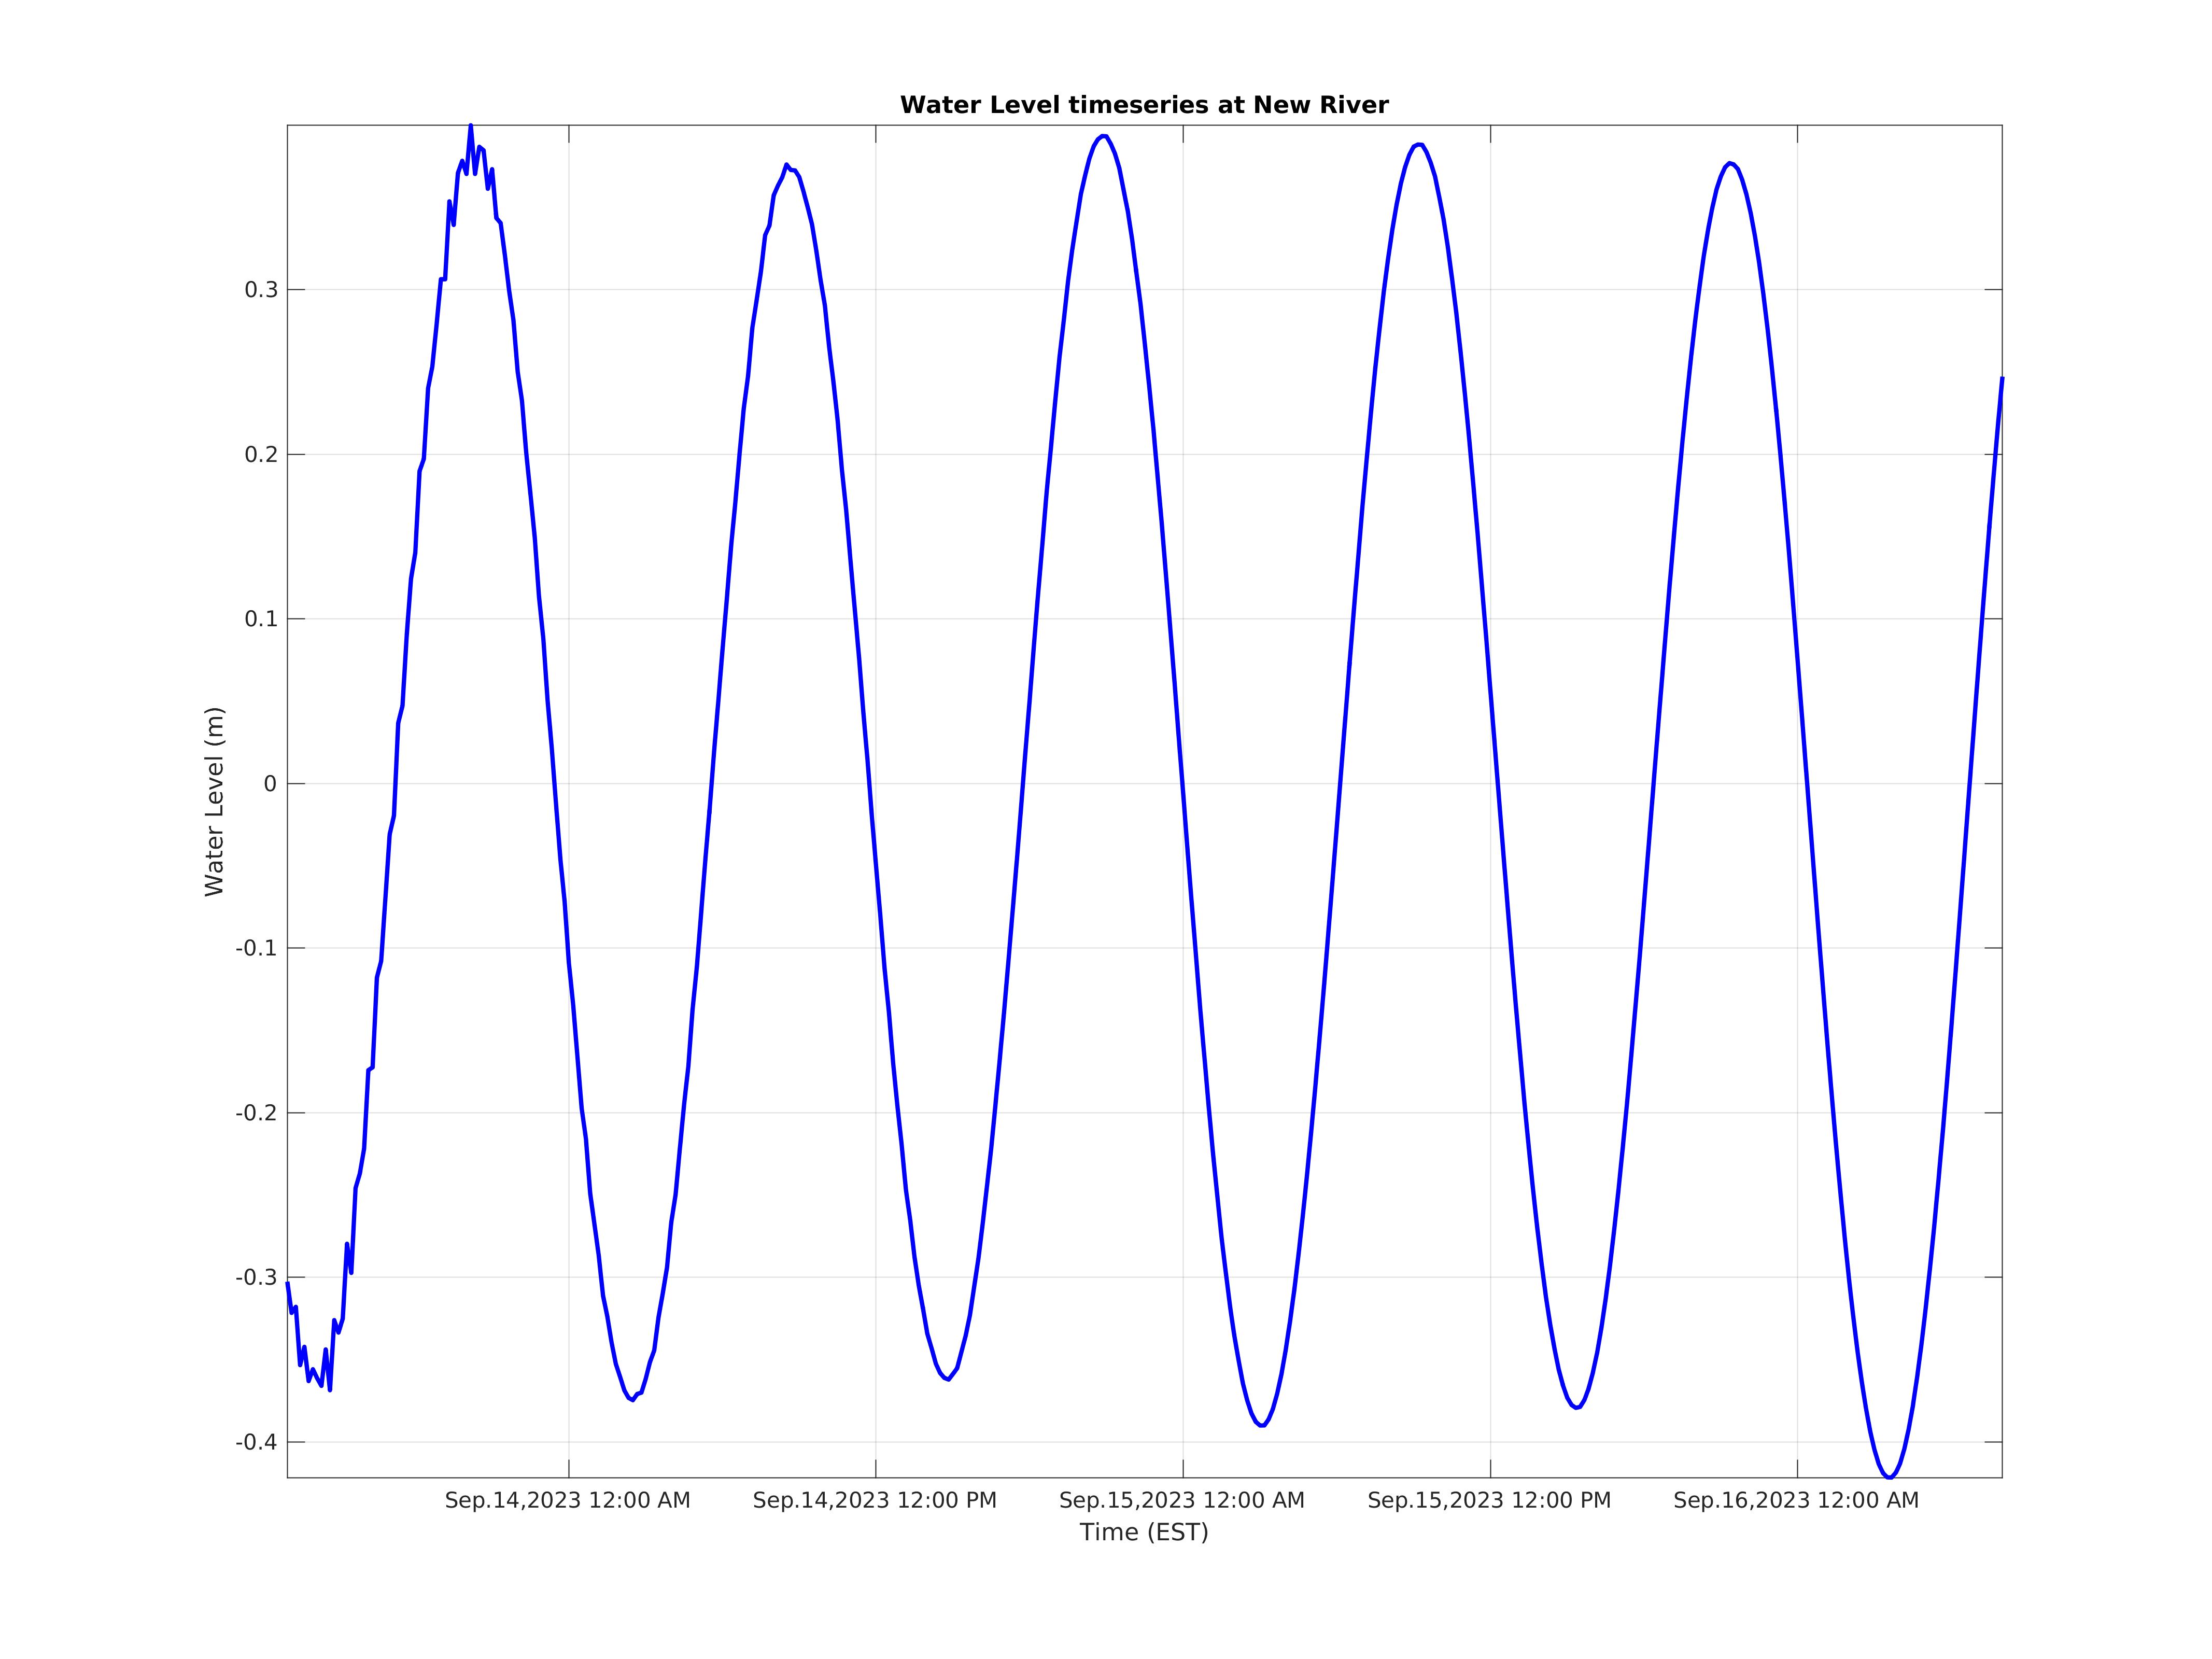 Water Level timeseries at New River
0.3
0.2
0.1
0
-0.1
-0.2
-0.3
-0.4
Water Level (m)
Sep.14,2023 12:00 AM
Sep.14,2023 12:00 PM
Sep.15,2023 12:00 AM
Sep.15,2023 12:00 PM
Sep.16,2023 12:00 AM
Time (EST)